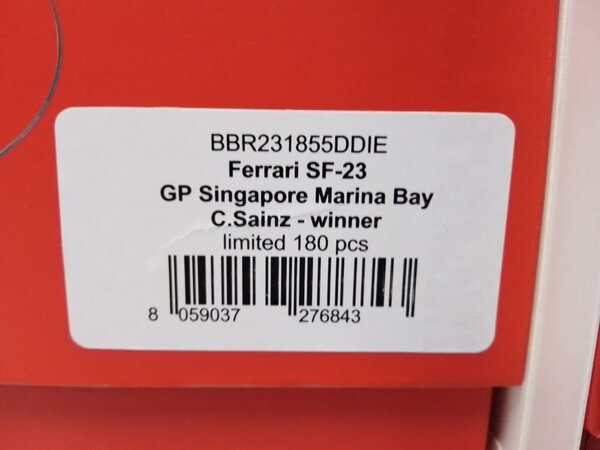 BBR231855DDIE
Ferrari SF-23
GP Singapore Marina Bay
C.Sainz - winner
limited 180 pcs
8 059037 276843